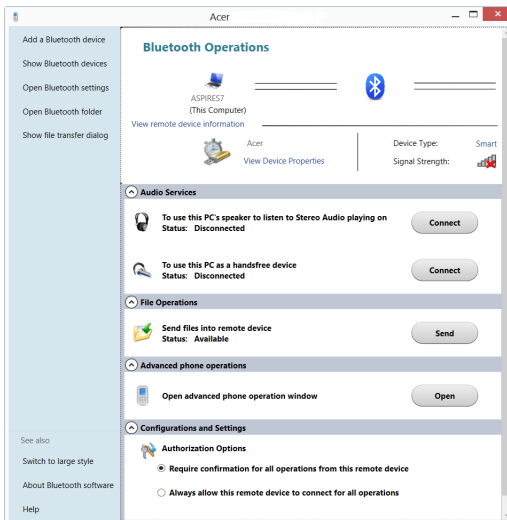 Acer
Add a Bluetooth device
Show Bluetooth devices
Open Bluetooth settings
Open Bluetooth folder
Show file transfer dialog
See also
Switch to large style
About Bluetooth software
Help
Bluetooth Operations
ASPIRES7
(This Computer)
View remote device information
Acer
View Device Properties
Device Type: Smart
Signal Strength:
Audio Services
To use this PC's speaker to listen to Stereo Audio playing on
Status: Disconnected
Connect
To use this PC as a handsfree device
Status: Disconnected
Connect
File Operations
Send files into remote device
Status: Available
Send
Advanced phone operations
Open advanced phone operation window
Open
Configurations and Settings
Authorization Options
Require confirmation for all operations from this remote device
Always allow this remote device to connect for all operations